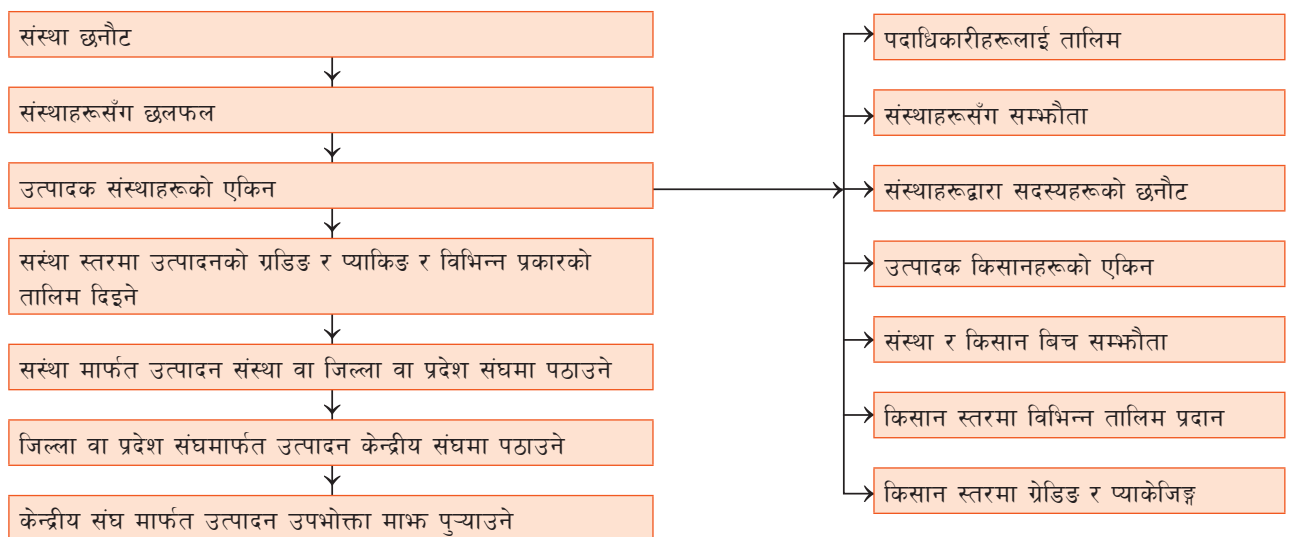 संस्था छनौट
संस्थाहरूसँग छलफल
उत्पादक संस्थाहरूको एकिन
सस्ंथा स्तरमा उत्पादनको ग्रडिङ र प्याकिङ र विभिन्न प्रकारको
तालिम दिइने
सस्ंथा मार्फत उत्पादन संस्था वा जिल्ला वा प्रदेश संघमा पठाउने
जिल्ला वा प्रदेश संघमार्फत उत्पादन केन्द्रीय संघमा पठाउने
केन्द्रीय संघ मार्फत उत्पादन उपभोक्ता माझ पुऱ्याउने
पदाधिकारीहरूलाई तालिम
संस्थाहरूसँग सम्झौता
संस्थाहरूद्वारा सदस्यहरूको छनौट
उत्पादक किसानहरूको एकिन
संस्था र किसान बिच सम्झौता
किसान स्तरमा विभिन्न तालिम प्रदान
किसान स्तरमा ग्रेडिङ र प्याकेजिङ्ग